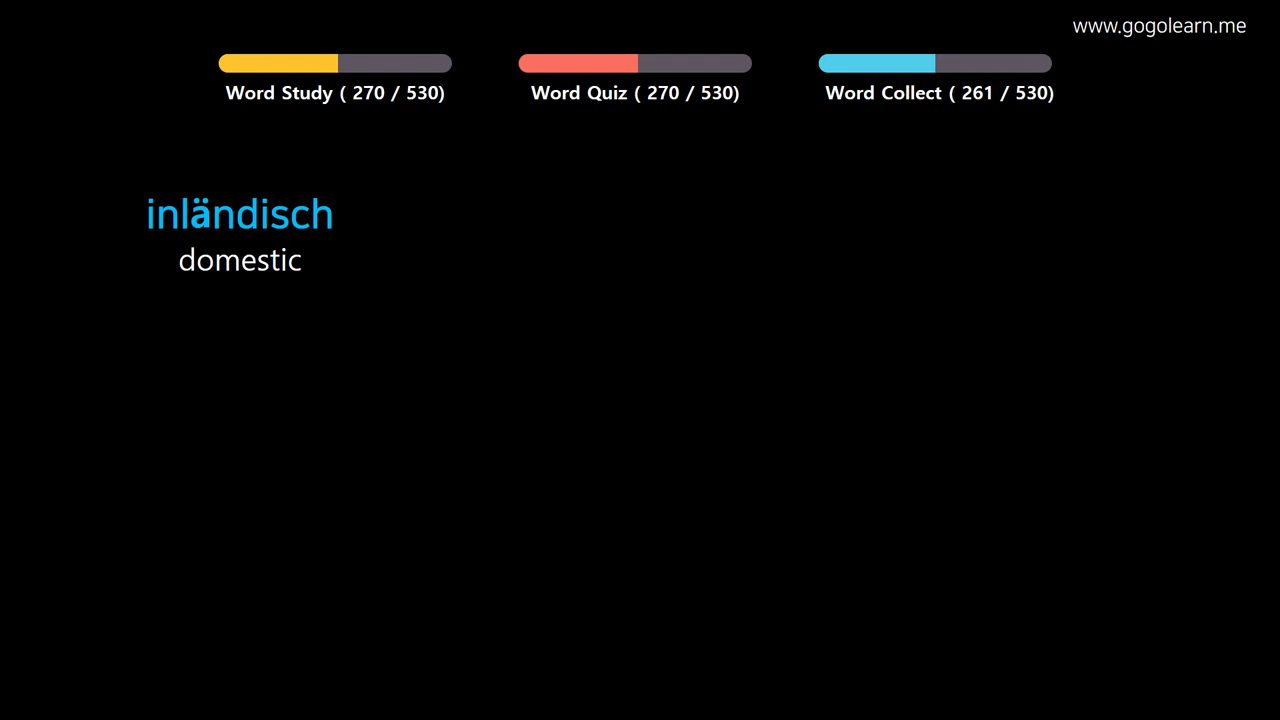 www.gogolearn.me
Word Study ( 270 / 530)
Word Quiz ( 270 / 530)
Word Collect ( 261 / 530)
inländisch
domestic